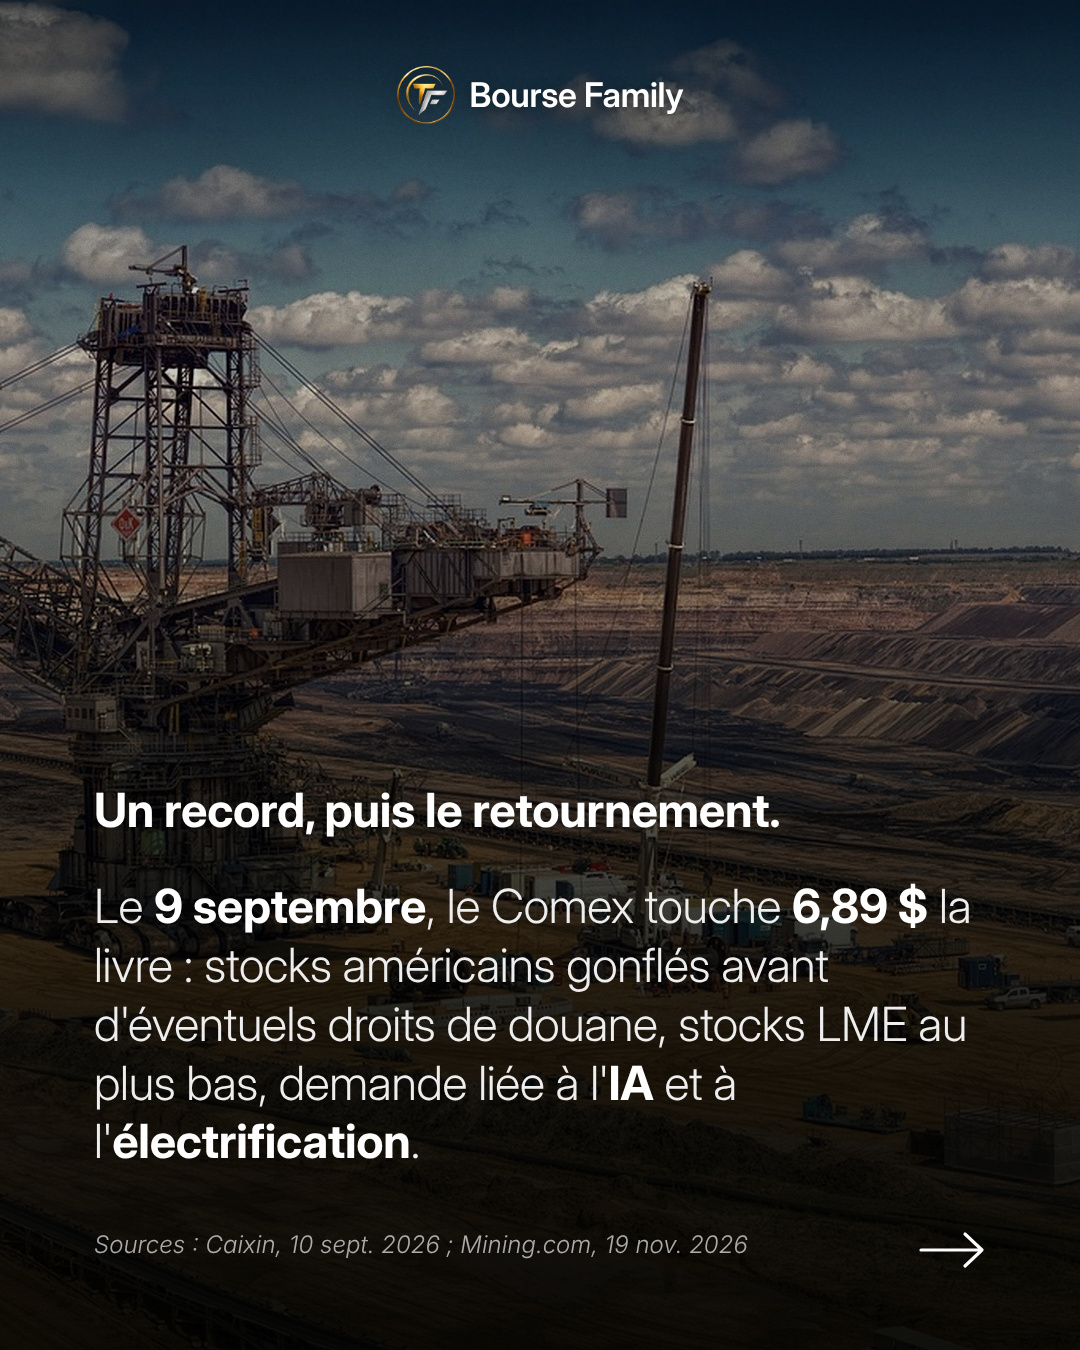 Bourse Family
Un record, puis le retournement.
Le 9 septembre, le Comex touche 6,89 $ la
livre : stocks américains gonflés avant
d'éventuels droits de douane, stocks LME au
plus bas, demande liée à l'IA et à
l'électrification.
Sources : Caixin, 10 sept. 2026 ; Mining.com, 19 nov. 2026